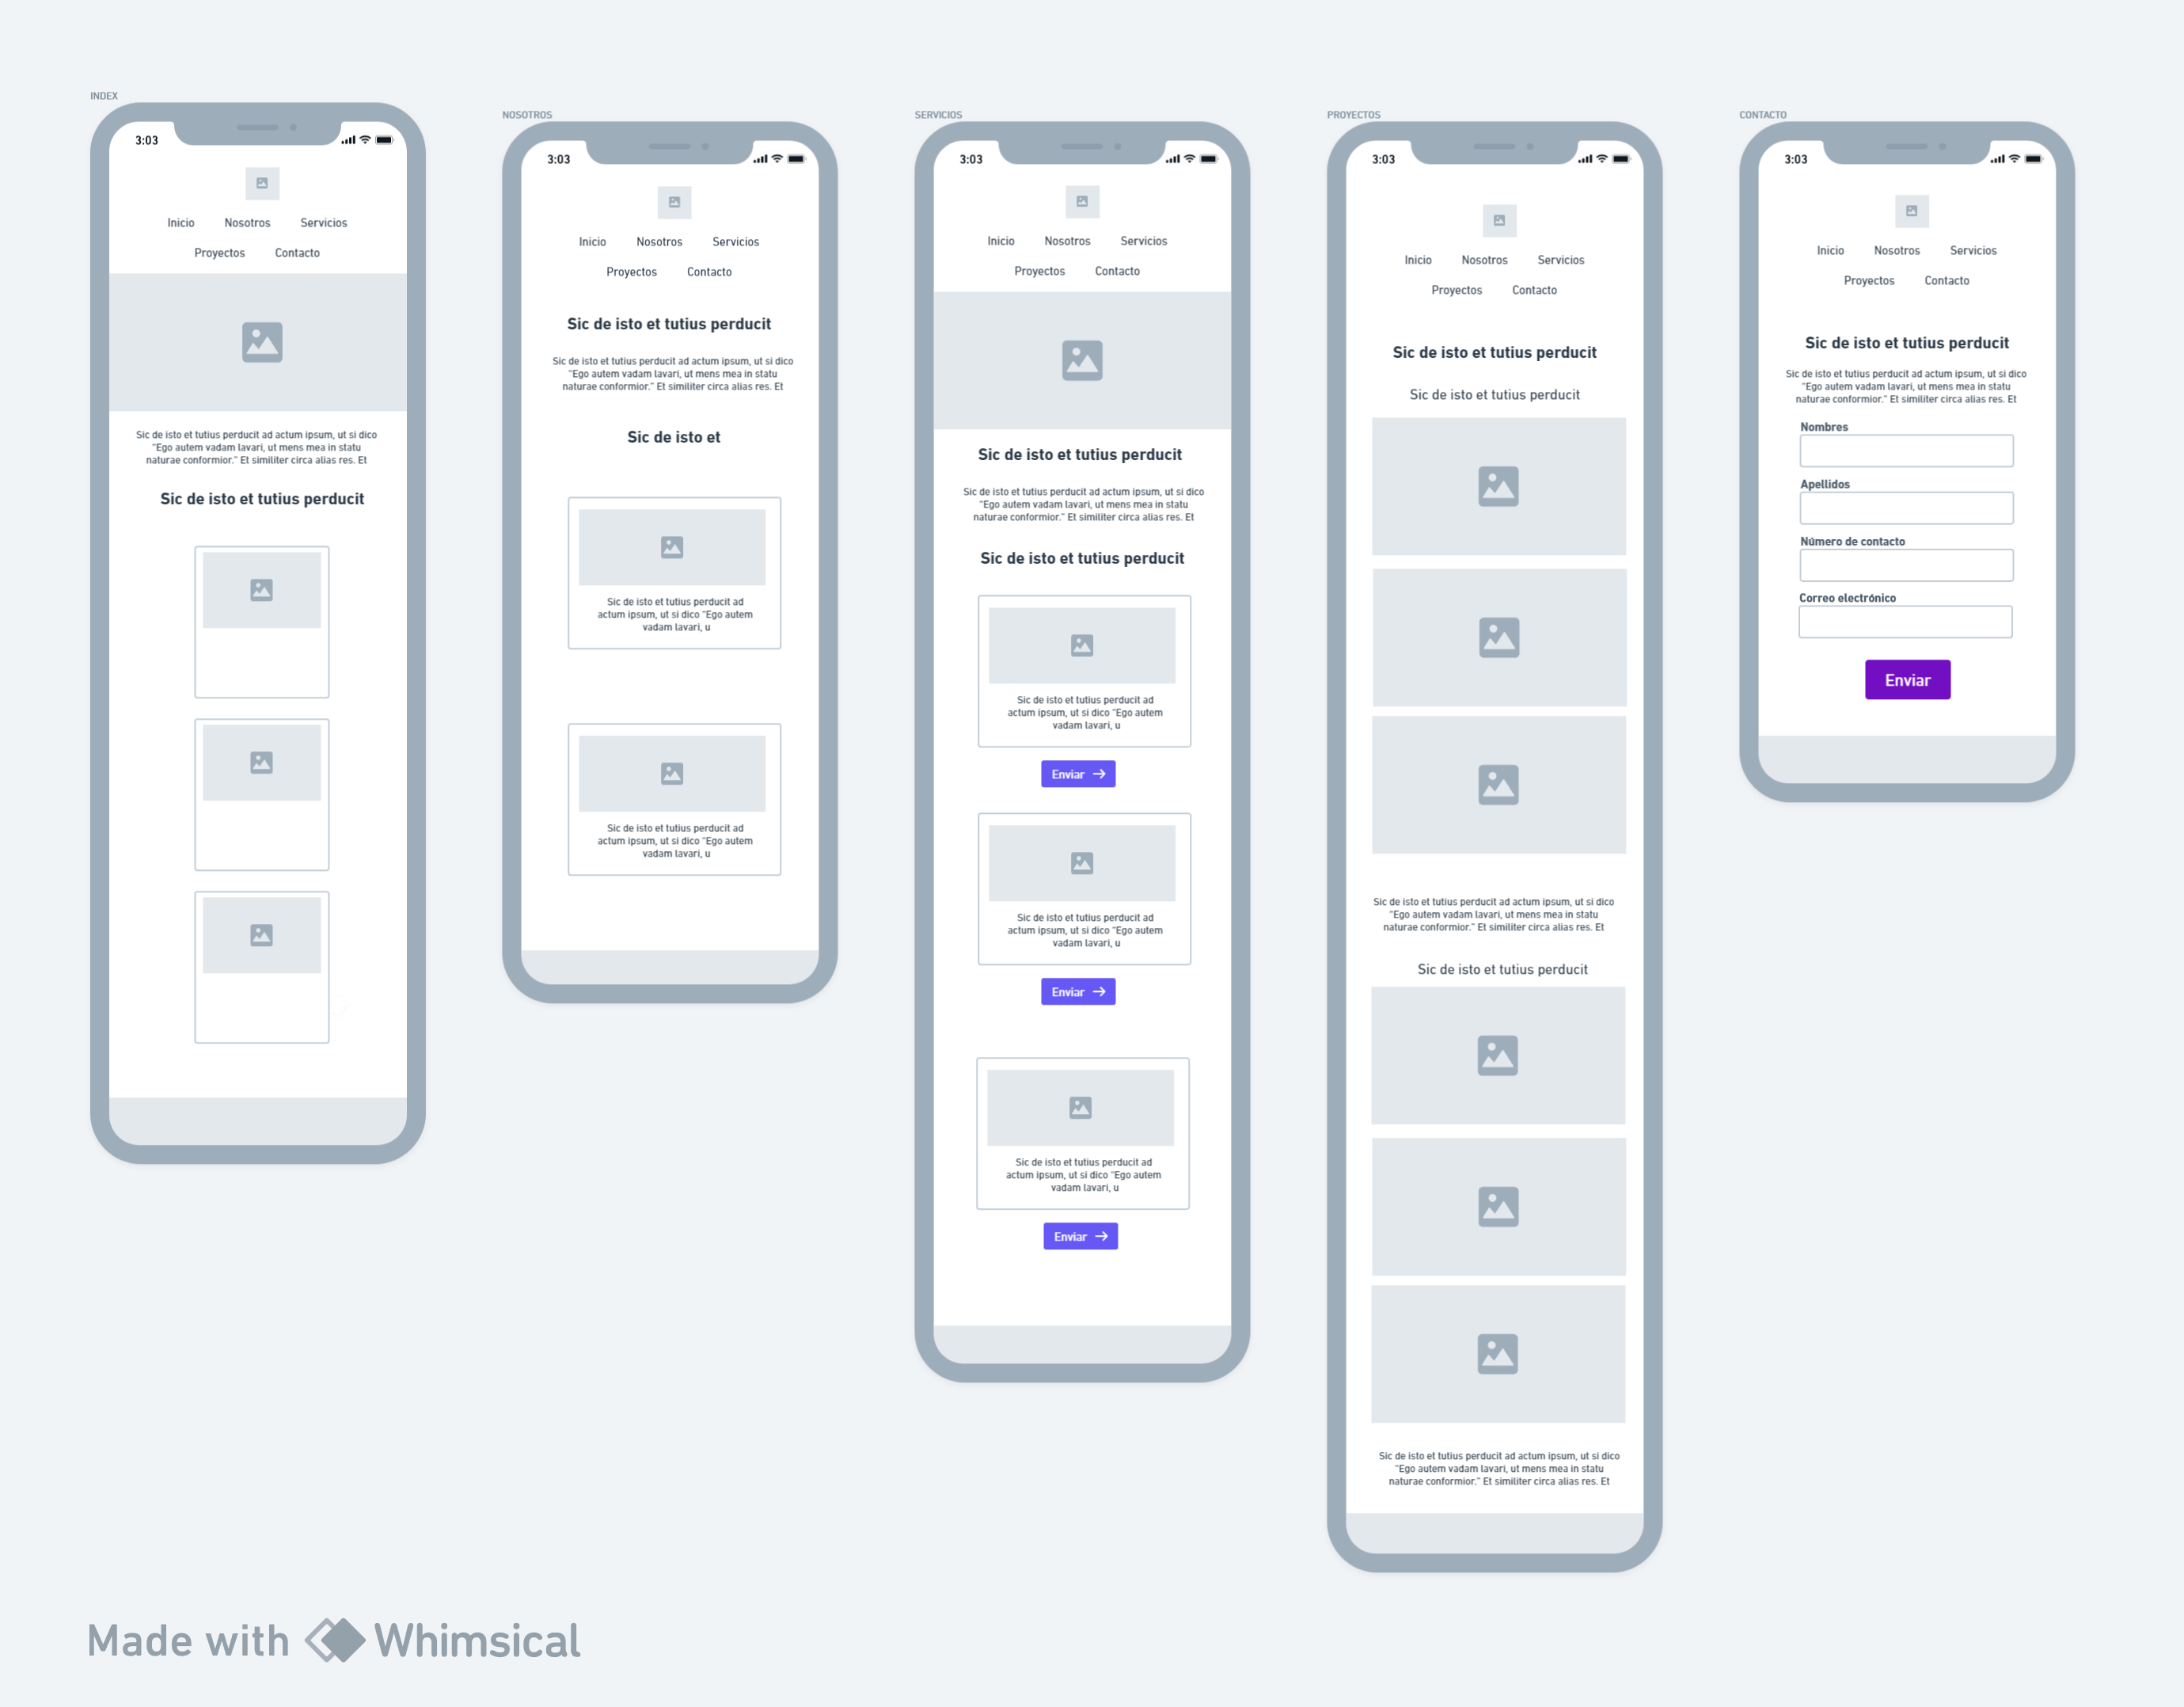 INDEX
3:03
Inicio Nosotros Servicios
Proyectos Contacto
Sic de isto et tutius perducit ad actum ipsum, ut si dico
“Ego autem vadam lavari, ut mens mea in statu
naturae conformior.” Et similiter circa alias res. Et
Sic de isto et tutius perducit
NOSOTROS
3:03
Inicio Nosotros Servicios
Proyectos Contacto
Sic de isto et tutius perducit
Sic de isto et tutius perducit ad actum ipsum, ut si dico
“Ego autem vadam lavari, ut mens mea in statu
naturae conformior.” Et similiter circa alias res. Et
Sic de isto et
Sic de isto et tutius perducit ad
actum ipsum, ut si dico “Ego autem
vadam lavari, u
Sic de isto et tutius perducit ad
actum ipsum, ut si dico “Ego autem
vadam lavari, u
SERVICIOS
3:03
Inicio Nosotros Servicios
Proyectos Contacto
Sic de isto et tutius perducit
Sic de isto et tutius perducit ad actum ipsum, ut si dico
“Ego autem vadam lavari, ut mens mea in statu
naturae conformior.” Et similiter circa alias res. Et
Sic de isto et tutius perducit
Sic de isto et tutius perducit ad
actum ipsum, ut si dico “Ego autem
vadam lavari, u
Enviar →
Sic de isto et tutius perducit ad
actum ipsum, ut si dico “Ego autem
vadam lavari, u
Enviar →
Sic de isto et tutius perducit ad
actum ipsum, ut si dico “Ego autem
vadam lavari, u
Enviar →
PROYECTOS
3:03
Inicio Nosotros Servicios
Proyectos Contacto
Sic de isto et tutius perducit
Sic de isto et tutius perducit
Sic de isto et tutius perducit ad actum ipsum, ut si dico
“Ego autem vadam lavari, ut mens mea in statu
naturae conformior.” Et similiter circa alias res. Et
Sic de isto et tutius perducit
Sic de isto et tutius perducit ad actum ipsum, ut si dico
“Ego autem vadam lavari, ut mens mea in statu
naturae conformior.” Et similiter circa alias res. Et
CONTACTO
3:03
Inicio Nosotros Servicios
Proyectos Contacto
Sic de isto et tutius perducit
Sic de isto et tutius perducit ad actum ipsum, ut si dico
“Ego autem vadam lavari, ut mens mea in statu
naturae conformior.” Et similiter circa alias res. Et
Nombres
Apellidos
Número de contacto
Correo electrónico
Enviar
Made with Whimsical